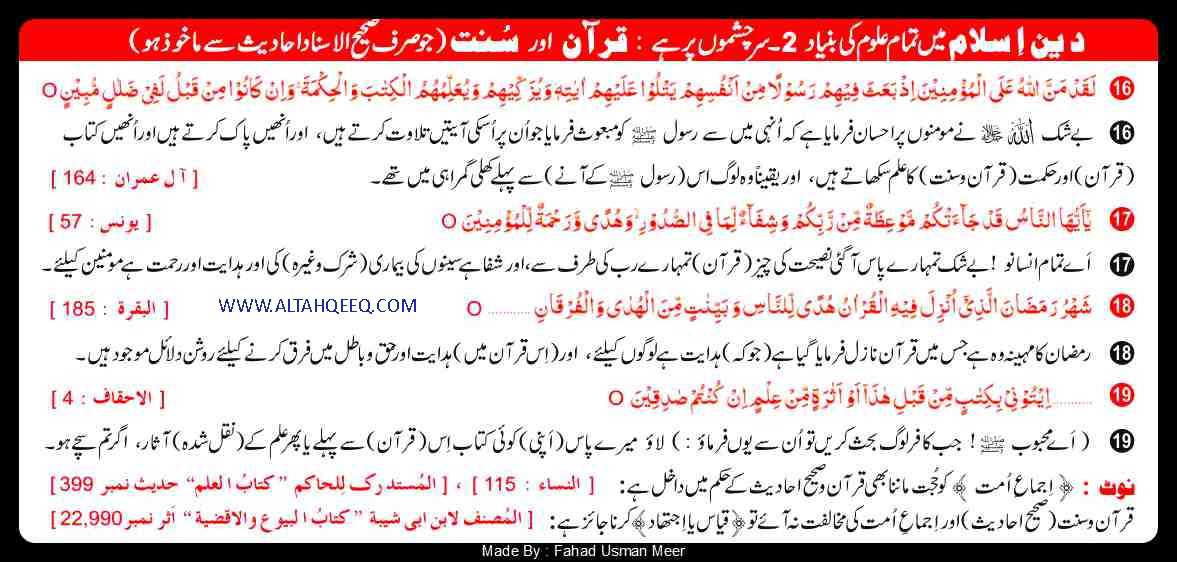 دینِ اِسلام میں تمام علوم کی بنیاد 2۔سرچشموں پر ہے : قرآن اور سُنت (جو صرف صحیح الاسناد احادیث سے ماخوذ ہو)
16 لَقَدْ مَنَّ اللّٰهُ عَلَى الْمُؤْمِنِيْنَ اِذْ بَعَثَ فِيْهِمْ رَسُوْلًا مِّنْ اَنْفُسِهِمْ يَتْلُوْا عَلَيْهِمْ اٰيٰتِهٖ وَيُزَكِّيْهِمْ وَيُعَلِّمُهُمُ الْكِتٰبَ وَالْحِكْمَةَ ۚ وَاِنْ كَانُوْا مِنْ قَبْلُ لَفِيْ ضَلٰلٍ مُّبِيْنٍ O
16 بے شک اللہ ﷻ نے مومنوں پر احسان فرمایا ہے کہ اُنہی میں سے رسول ﷺ کو مبعوث فرمایا جو اُن پر اُسکی آیتیں تلاوت کرتے ہیں، اور اُنھیں پاک کرتے ہیں اور اُنھیں کتاب
(قرآن) اور حکمت (قرآن و سنت) کا علم سکھاتے ہیں، اور یقیناً وہ لوگ اس (رسول ﷺ کے آنے) سے پہلے کھلی گمراہی میں تھے۔ [ آل عمران : 164 ]
17 يٰٓاَيُّهَا النَّاسُ قَدْ جَآءَتْكُمْ مَّوْعِظَةٌ مِّنْ رَّبِّكُمْ وَشِفَآءٌ لِّمَا فِي الصُّدُوْرِ ۙ وَهُدًى وَّرَحْمَةٌ لِّلْمُؤْمِنِيْنَ O [ یونس : 57 ]
17 اَے تمام انسانو ! بے شک تمہارے پاس آ گئی نصیحت کی چیز (قرآن) تمہارے رب کی طرف سے، اور شفا ہے سینوں کی بیماری (شرک وغیرہ) کی اور ہدایت اور رحمت ہے مومنین کیلئے۔
18 شَهْرُ رَمَضَانَ الَّذِيْٓ اُنْزِلَ فِيْهِ الْقُرْاٰنُ هُدًى لِّلنَّاسِ وَ بَيِّنٰتٍ مِّنَ الْهُدٰى وَالْفُرْقَانِ ........... O WWW.ALTAHQEEQ.COM [ البقرة : 185 ]
18 رمضان کا مہینہ وہ ہے جس میں قرآن نازل فرمایا گیا ہے (جو کہ) ہدایت ہے لوگوں کیلئے، اور (اِس قرآن میں) ہدایت اور حق و باطل میں فرق کرنے کیلئے روشن دلائل موجود ہیں۔
19 .......... اِيْتُوْنِيْ بِكِتٰبٍ مِّنْ قَبْلِ هٰذَآ اَوْ اَثٰرَةٍ مِّنْ عِلْمٍ اِنْ كُنْتُمْ صٰدِقِيْنَ O [ الاحقاف : 4 ]
19 ( اَے محبوب ﷺ! جب کافر لوگ بحث کریں تو اُن سے یوں فرماؤ : ) لاؤ میرے پاس (اپنی) کوئی کتاب اِس (قرآن) سے پہلے یا پھر علم کے (نقل شدہ) آثار، اگر تم سچے ہو۔
نوٹ : ﴿ اِجماعِ اُمت ﴾ کو حُجت ماننا بھی قرآن و صحیح احادیث کے حکم میں داخل ہے : [ النساء : 115 ] ، [ المُستدرک لِلحاکم ”کتابُ العلم“ حدیث نمبر 399 ]
قرآن و سنت (صحیح احادیث) اور اِجماعِ اُمت کی مخالفت نہ آئے تو ﴿قیاس یا اِجتهاد﴾ کرنا جائز ہے : [ المُصنف لابن ابی شیبة ”کتابُ البیوع والاقضیة“ اَثر نمبر 22,990 ]
Made By : Fahad Usman Meer